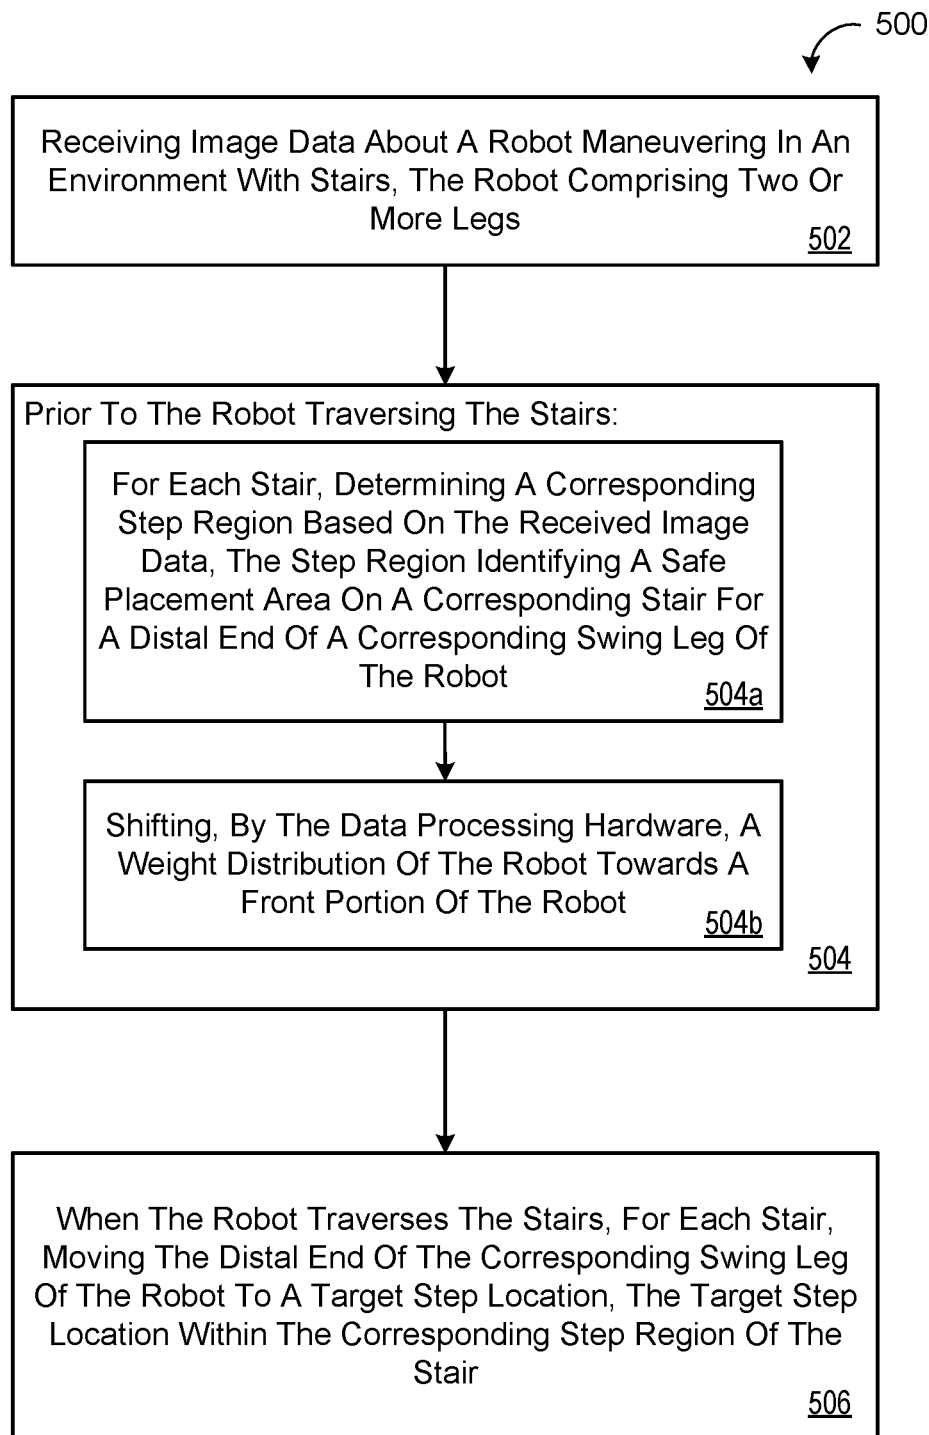 500
Receiving Image Data About A Robot Maneuvering In An
Environment With Stairs, The Robot Comprising Two Or
More Legs
502
Prior To The Robot Traversing The Stairs:
For Each Stair, Determining A Corresponding
Step Region Based On The Received Image
Data, The Step Region Identifying A Safe
Placement Area On A Corresponding Stair For
A Distal End Of A Corresponding Swing Leg Of
The Robot
504a
Shifting, By The Data Processing Hardware, A
Weight Distribution Of The Robot Towards A
Front Portion Of The Robot
504b
504
When The Robot Traverses The Stairs, For Each Stair,
Moving The Distal End Of The Corresponding Swing Leg
Of The Robot To A Target Step Location, The Target Step
Location Within The Corresponding Step Region Of The
Stair
506